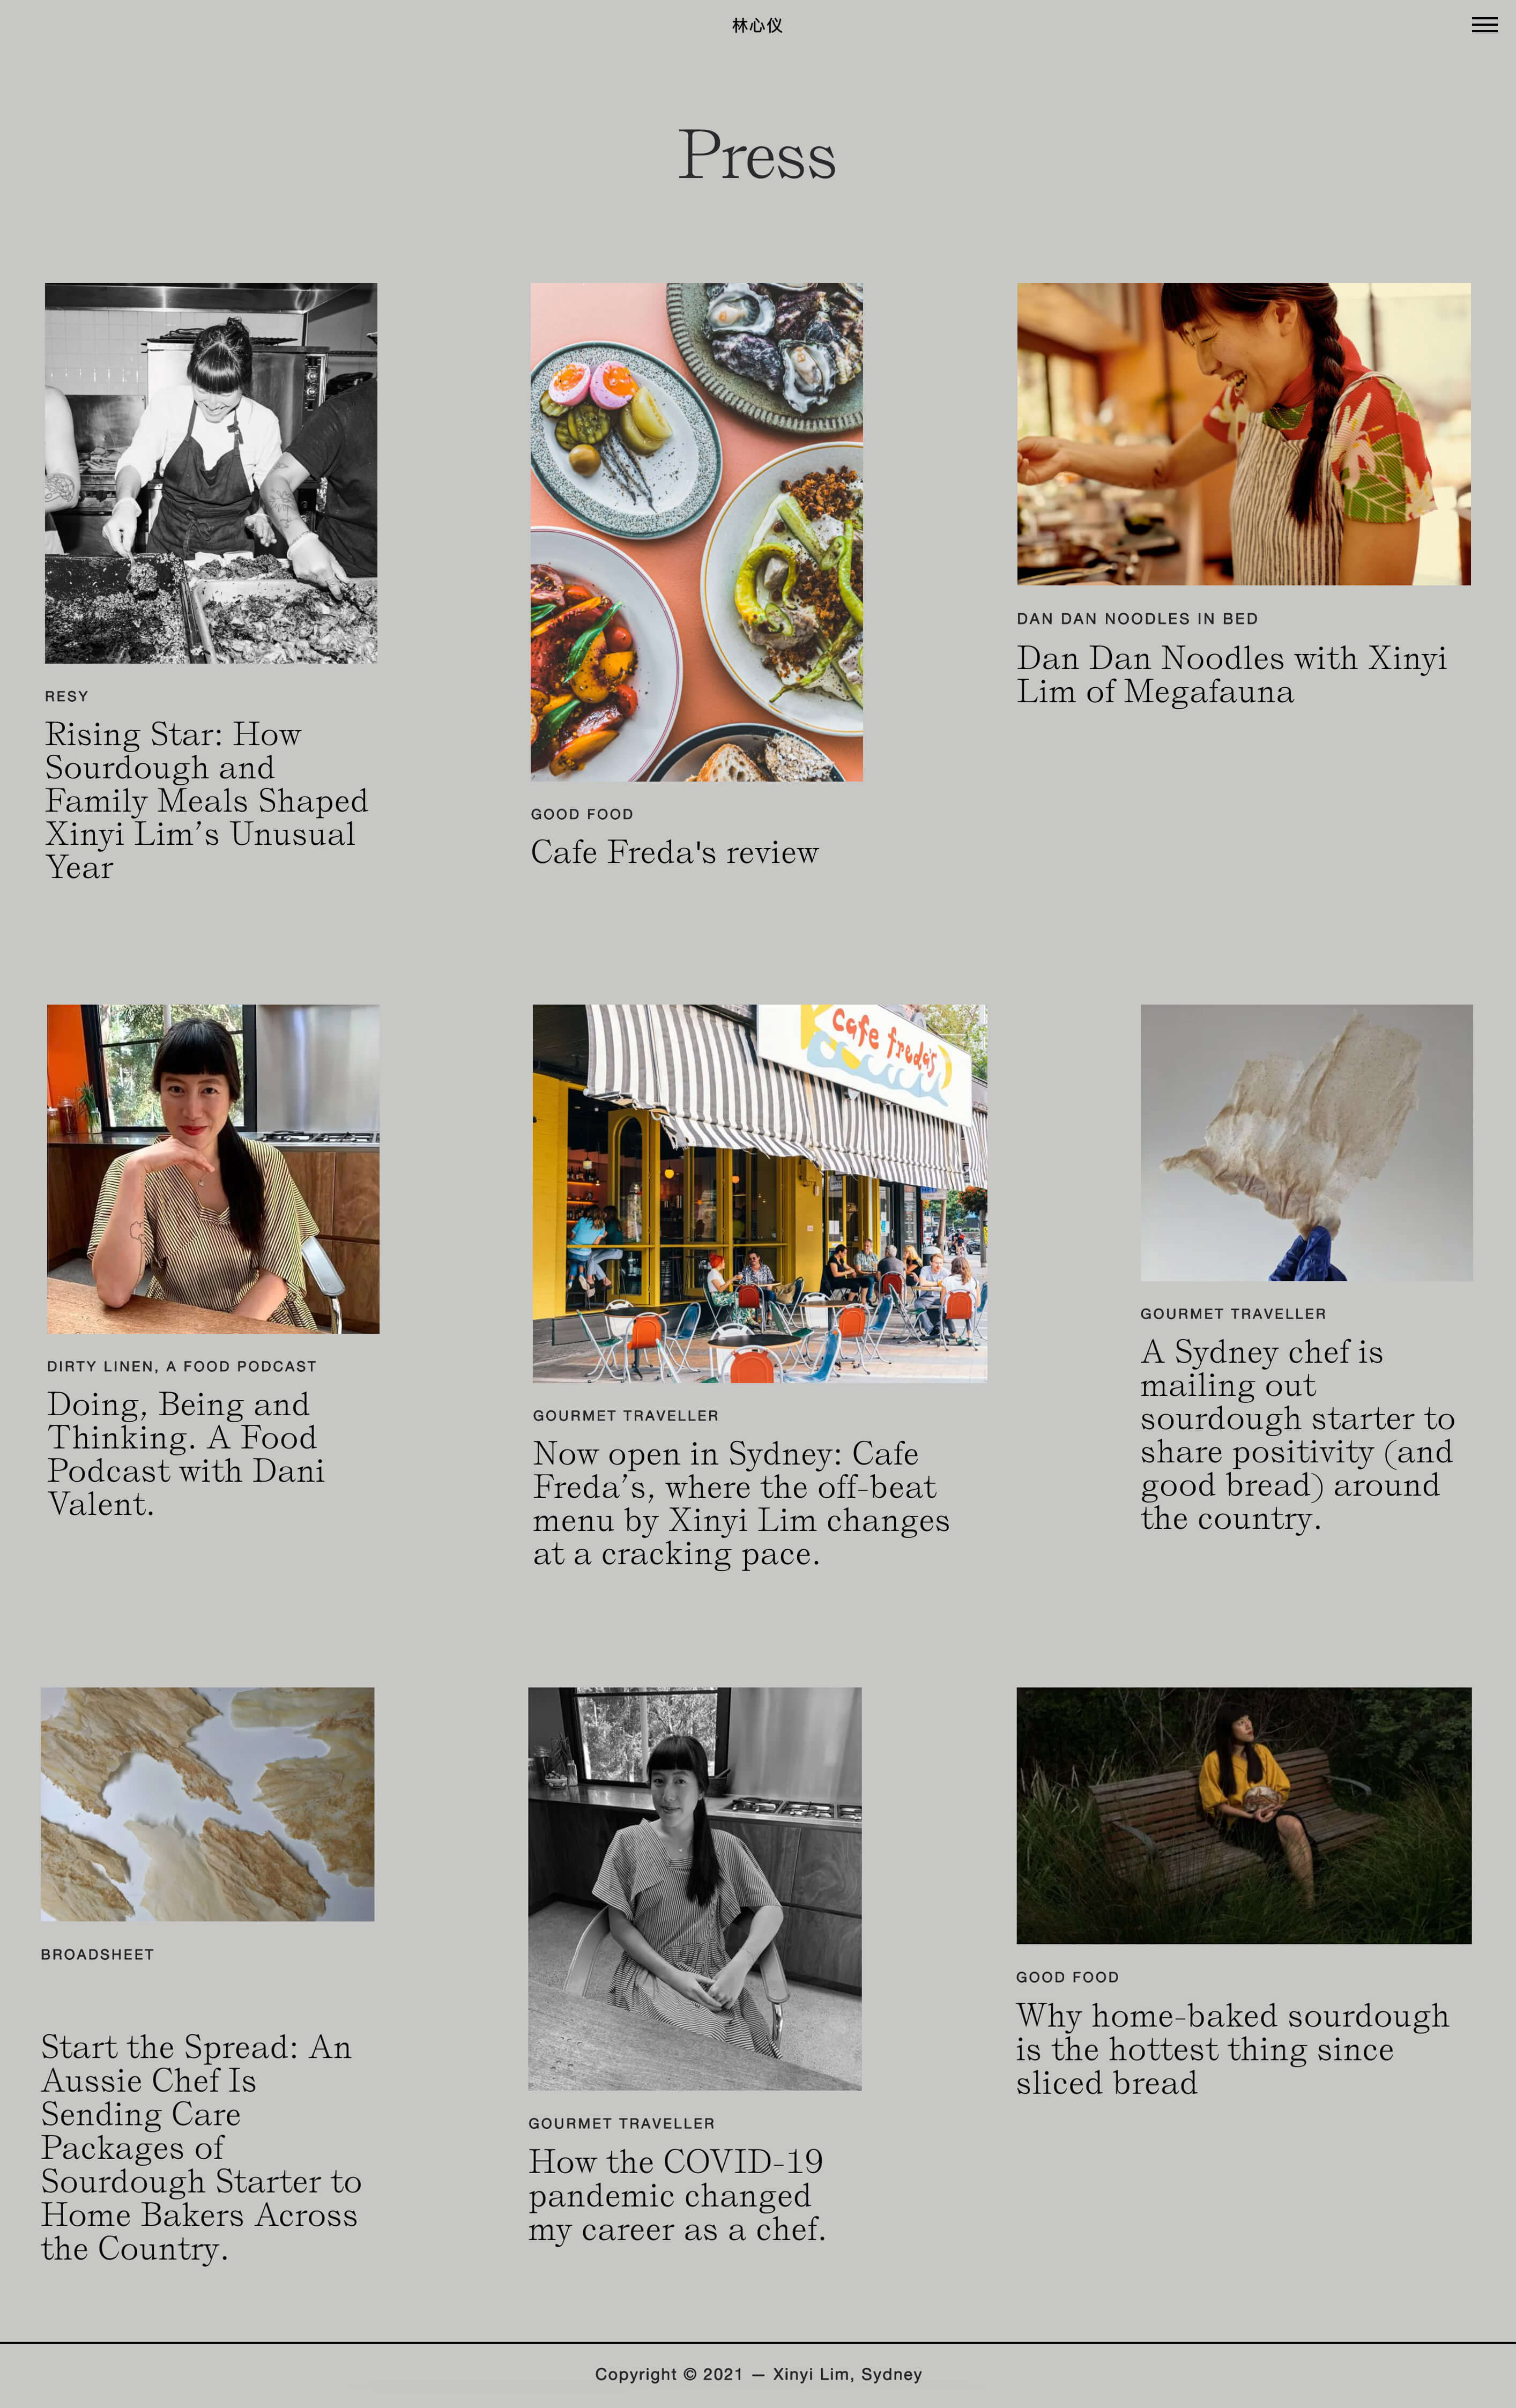 林心仪
Press
RESY
Rising Star: How
Sourdough and
Family Meals Shaped
Xinyi Lim’s Unusual
Year
GOOD FOOD
Cafe Freda's review
DAN DAN NOODLES IN BED
Dan Dan Noodles with Xinyi
Lim of Megafauna
cafe freda's
DIRTY LINEN, A FOOD PODCAST
Doing, Being and
Thinking. A Food
Podcast with Dani
Valent.
GOURMET TRAVELLER
Now open in Sydney: Cafe
Freda’s, where the off-beat
menu by Xinyi Lim changes
at a cracking pace.
GOURMET TRAVELLER
A Sydney chef is
mailing out
sourdough starter to
share positivity (and
good bread) around
the country.
BROADSHEET
Start the Spread: An
Aussie Chef Is
Sending Care
Packages of
Sourdough Starter to
Home Bakers Across
the Country.
GOURMET TRAVELLER
How the COVID-19
pandemic changed
my career as a chef.
GOOD FOOD
Why home-baked sourdough
is the hottest thing since
sliced bread
Copyright © 2021 — Xinyi Lim, Sydney